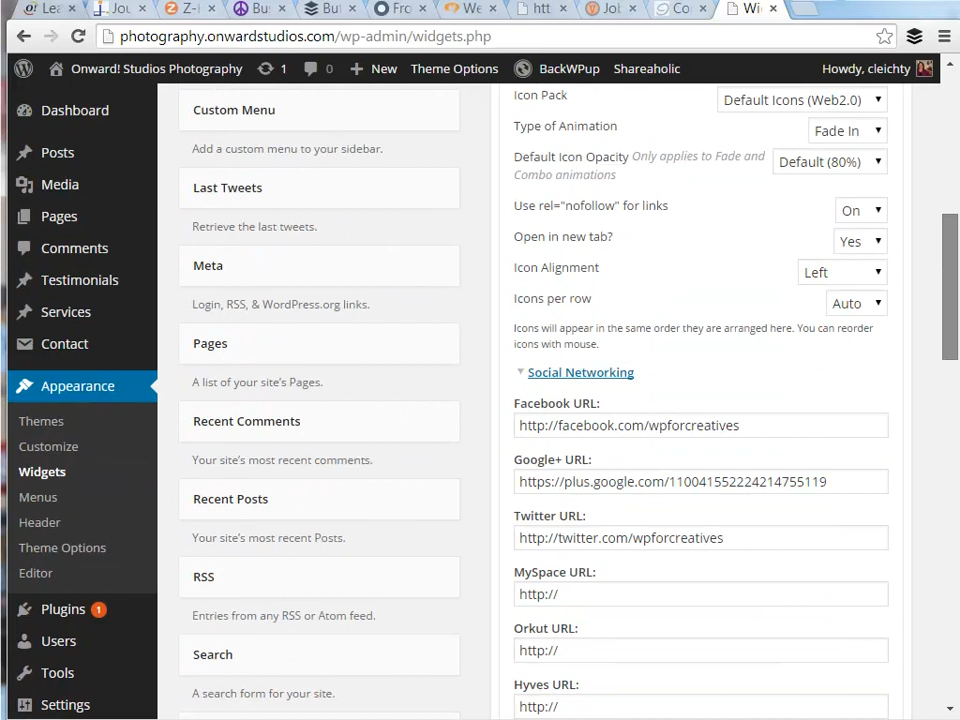 Lea
Jou
Z-l
Bu
Fro
We
htt
Job
Co
photography.onwardstudios.com/wp-admin/widgets.php
Onward! Studios Photography 1 0 New Theme Options BackWPup Shareaholic Howdy, cleichty
Dashboard
Posts
Media
Pages
Comments
Testimonials
Services
Contact
Appearance
Themes
Customize
Widgets
Menus
Header
Theme Options
Editor
Plugins 1
Users
Tools
Settings
Custom Menu
Add a custom menu to your sidebar.
Last Tweets
Retrieve the last tweets.
Meta
Login, RSS, & WordPress.org links.
Pages
A list of your site's Pages.
Recent Comments
Your site's most recent comments.
Recent Posts
Your site's most recent Posts.
RSS
Entries from any RSS or Atom feed.
Search
A search form for your site.
Icon Pack Default Icons (Web2.0)
Type of Animation Fade In
Default Icon Opacity Only applies to Fade and Default (80%)
Combo animations
Use rel="nofollow" for links On
Open in new tab? Yes
Icon Alignment Left
Icons per row Auto
Icons will appear in the same order they are arranged here. You can reorder
icons with mouse.
Social Networking
Facebook URL:
http://facebook.com/wpforcreatives
Google+ URL:
https://plus.google.com/110041552224214755119
Twitter URL:
http://twitter.com/wpforcreatives
MySpace URL:
http://
Orkut URL:
http://
Hyves URL:
http://